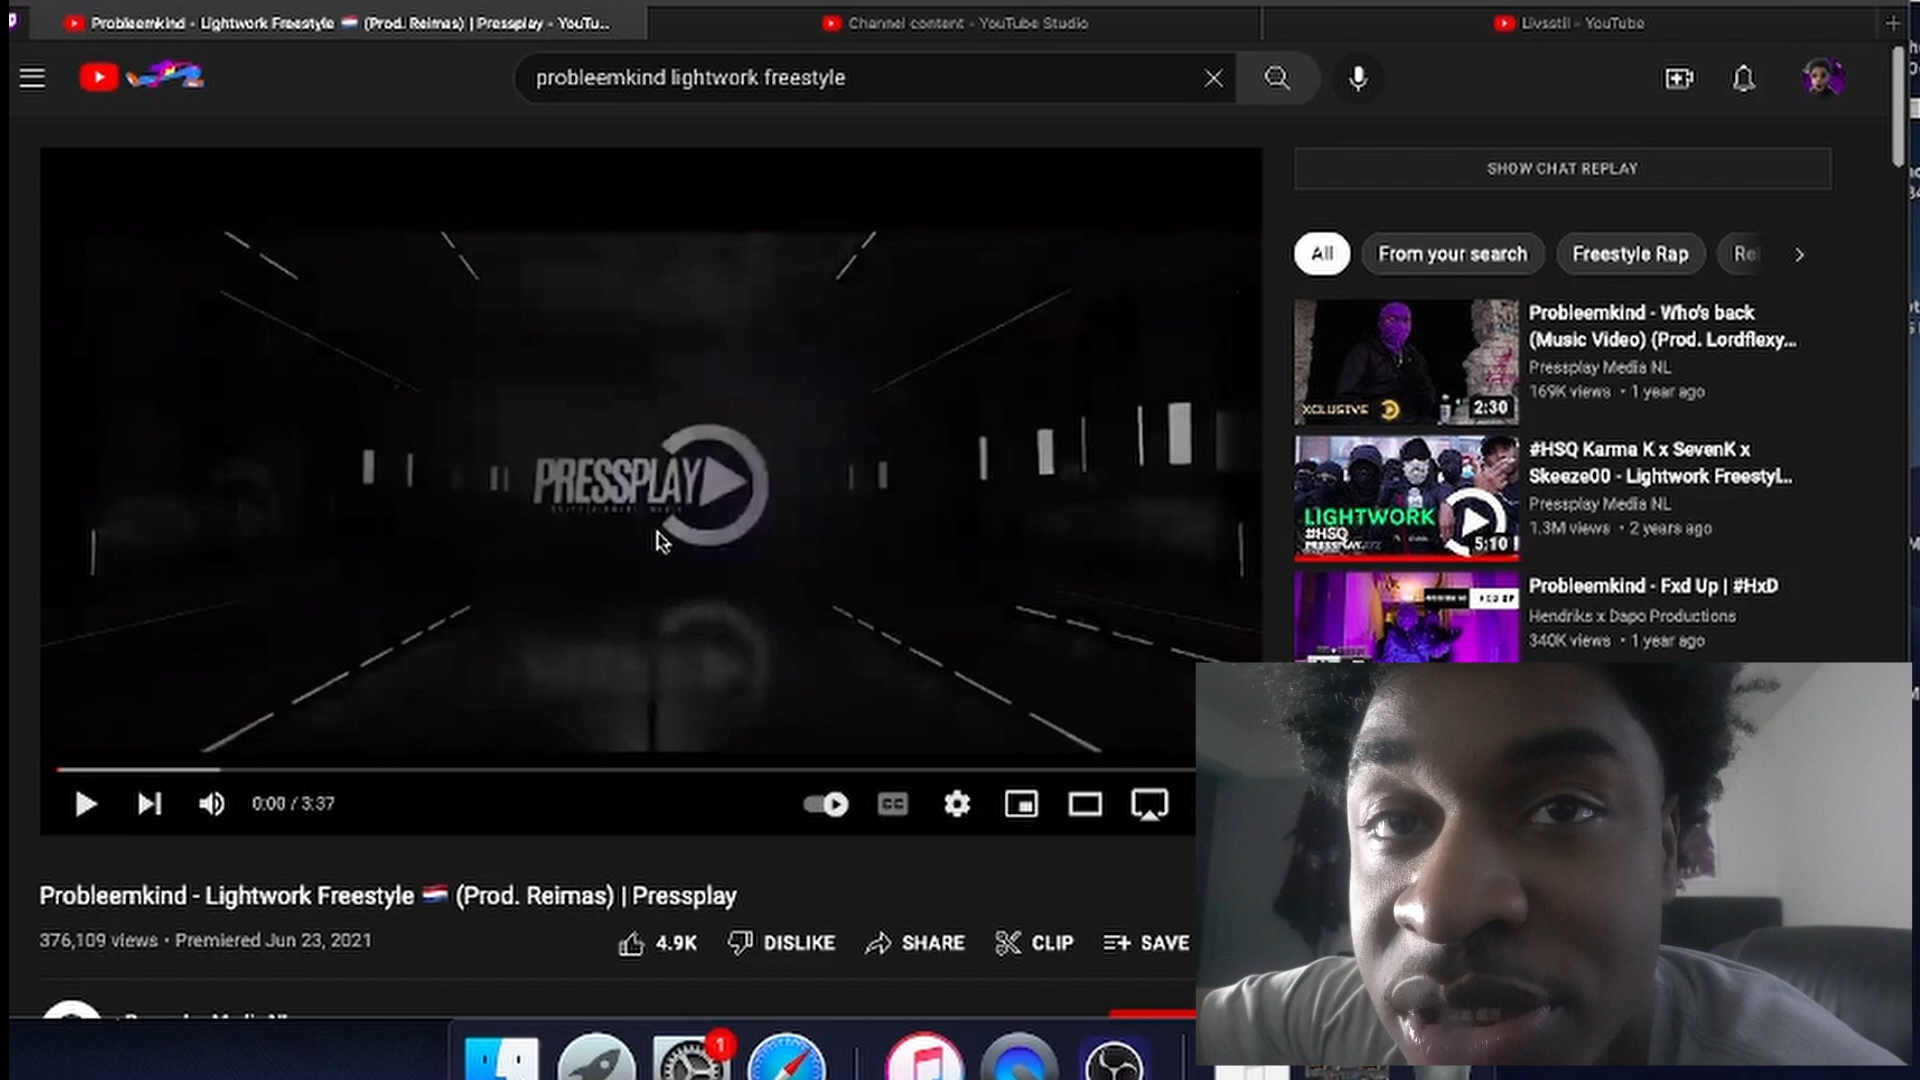 Probleemkind - Lightwork Freestyle 🇳🇱 (Prod. Reimas) | Pressplay - YouTu...
Channel content - YouTube Studio
Livsstil - YouTube
probleemkind lightwork freestyle
SHOW CHAT REPLAY
All
From your search
Freestyle Rap
Probleemkind - Who's back
(Music Video) (Prod. Lordflexy...
Pressplay Media NL
169K views • 1 year ago
XCLUSIVE
2:30
#HSQ Karma K x SevenK x
Skeeze00 - Lightwork Freestyl...
Pressplay Media NL
1.3M views • 2 years ago
LIGHTWORK
#HSQ
5:10
Probleemkind - Fxd Up | #HxD
Hendriks x Dapo Productions
340K views • 1 year ago
PRESSPLAY
0:00 / 3:37
CC
Probleemkind - Lightwork Freestyle 🇳🇱 (Prod. Reimas) | Pressplay
376,109 views • Premiered Jun 23, 2021
4.9K
DISLIKE
SHARE
CLIP
SAVE
1